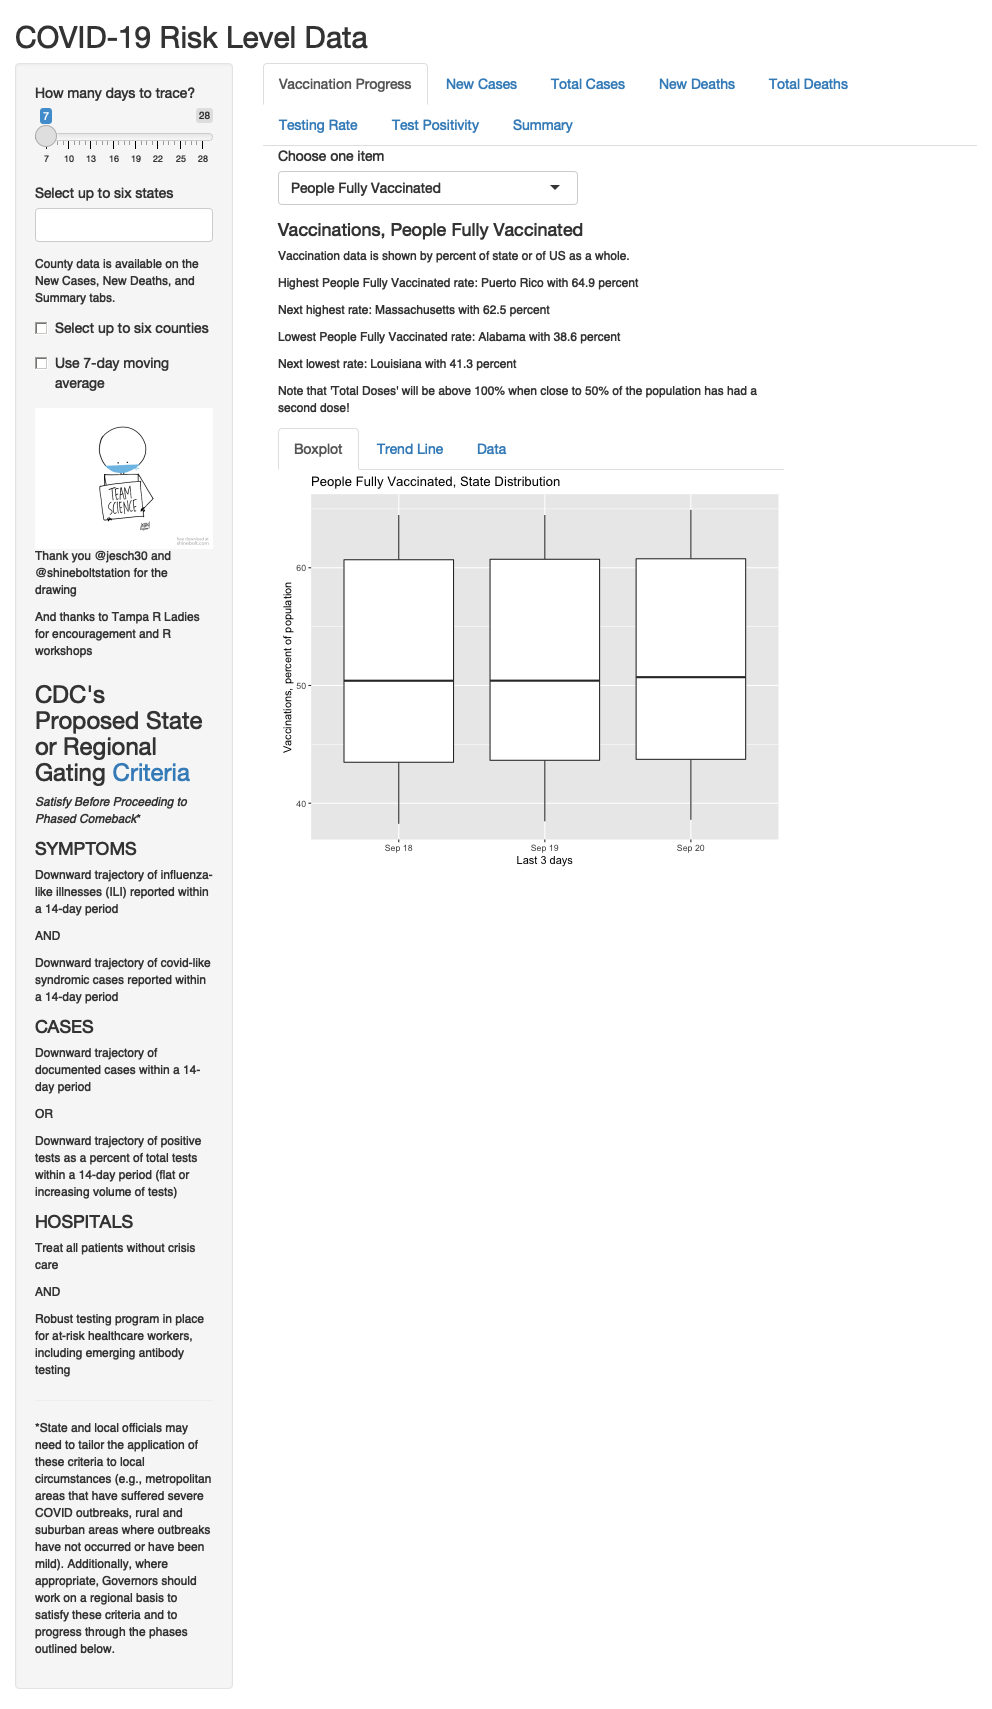 COVID-19 Risk Level Data
How many days to trace?
7
28
7 10 13 16 19 22 25 28
Select up to six states
County data is available on the
New Cases, New Deaths, and
Summary tabs.
Select up to six counties
Use 7-day moving
average
TEAM
SCIENCE
Thank you @jesch30 and
@shineboltstation for the
drawing
And thanks to Tampa R Ladies
for encouragement and R
workshops
CDC's
Proposed State
or Regional
Gating Criteria
Satisfy Before Proceeding to
Phased Comeback*
SYMPTOMS
Downward trajectory of influenza-
like illnesses (ILI) reported within
a 14-day period
AND
Downward trajectory of covid-like
syndromic cases reported within
a 14-day period
CASES
Downward trajectory of
documented cases within a 14-
day period
OR
Downward trajectory of positive
tests as a percent of total tests
within a 14-day period (flat or
increasing volume of tests)
HOSPITALS
Treat all patients without crisis
care
AND
Robust testing program in place
for at-risk healthcare workers,
including emerging antibody
testing
*State and local officials may
need to tailor the application of
these criteria to local
circumstances (e.g., metropolitan
areas that have suffered severe
COVID outbreaks, rural and
suburban areas where outbreaks
have not occurred or have been
mild). Additionally, where
appropriate, Governors should
work on a regional basis to
satisfy these criteria and to
progress through the phases
outlined below.
Vaccination Progress New Cases Total Cases New Deaths Total Deaths
Testing Rate Test Positivity Summary
Choose one item
People Fully Vaccinated
Vaccinations, People Fully Vaccinated
Vaccination data is shown by percent of state or of US as a whole.
Highest People Fully Vaccinated rate: Puerto Rico with 64.9 percent
Next highest rate: Massachusetts with 62.5 percent
Lowest People Fully Vaccinated rate: Alabama with 38.6 percent
Next lowest rate: Louisiana with 41.3 percent
Note that 'Total Doses' will be above 100% when close to 50% of the population has had a
second dose!
Boxplot Trend Line Data
People Fully Vaccinated, State Distribution
Vaccinations, percent of population
60
50
40
Sep 18 Sep 19 Sep 20
Last 3 days